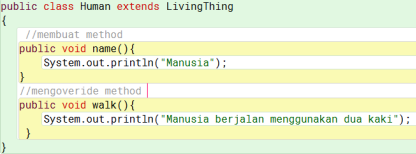 public class Human extends LivingThing
{
//membuat method
public void name(){
System.out.println("Manusia");
}
//mengoveride method
public void walk(){
System.out.println("Manusia berjalan menggunakan dua kaki");
}
}